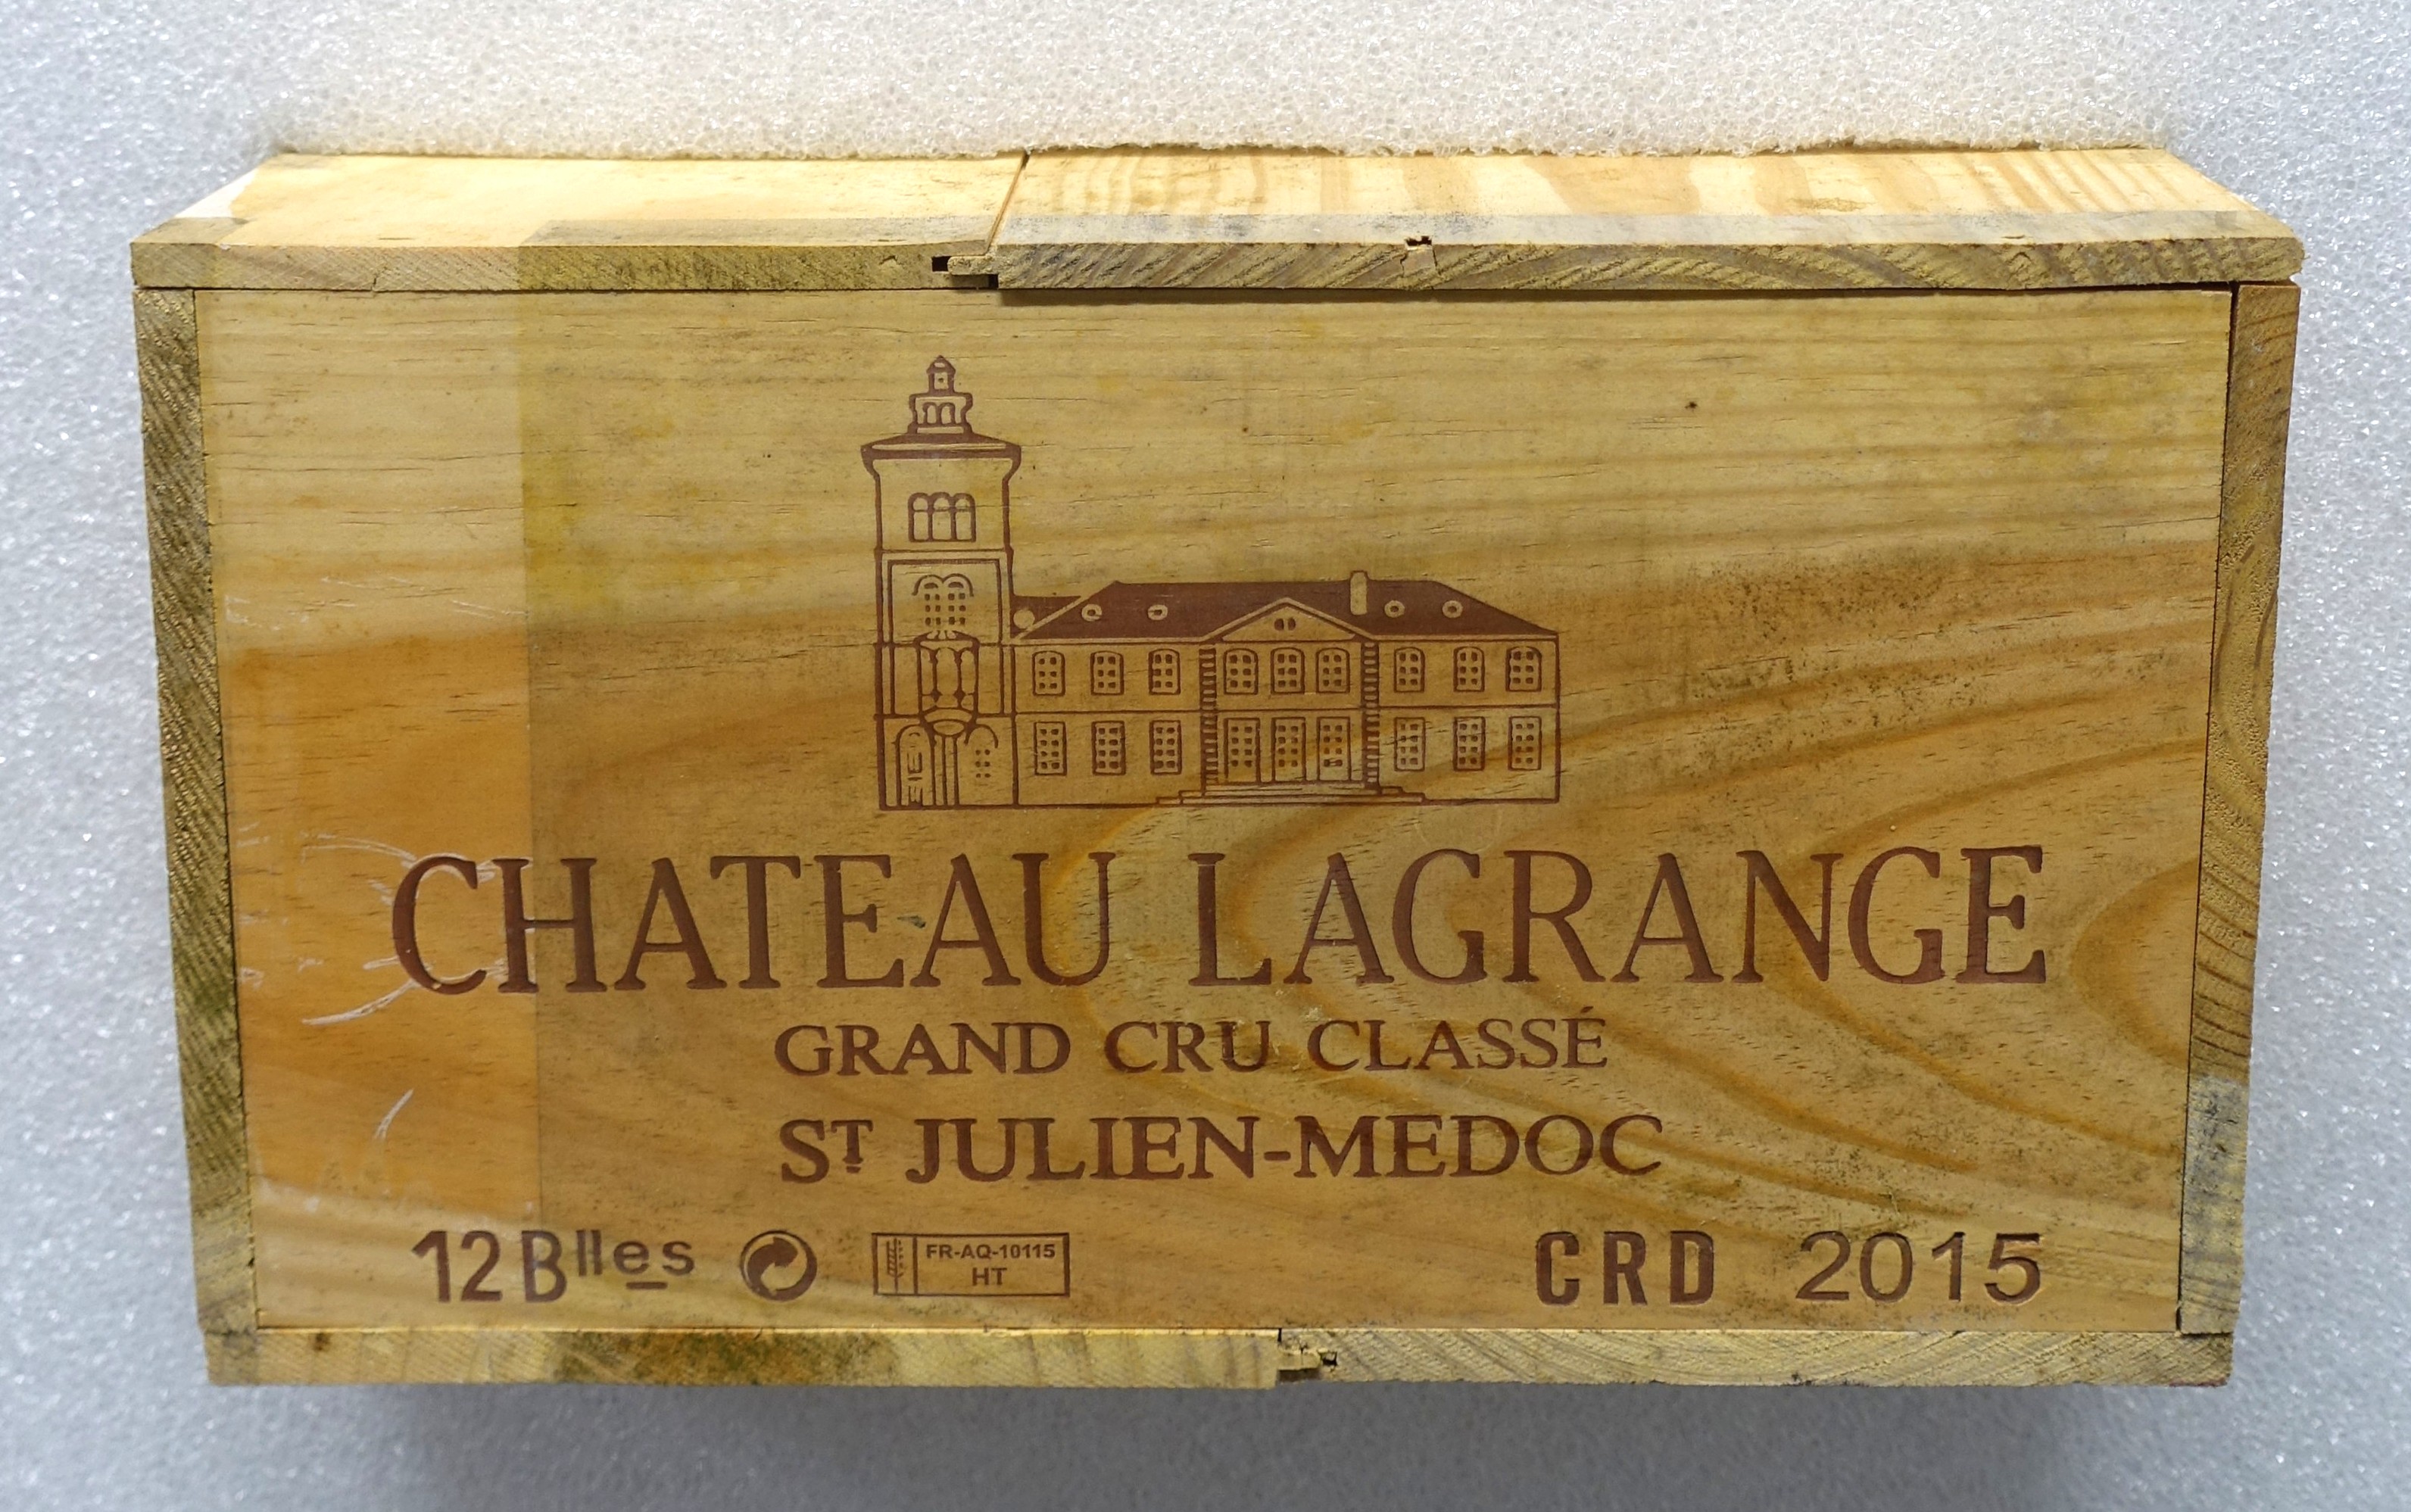 CHATEAU LAGRANGE
GRAND CRU CLASSÉ
ST JULIEN-MEDOC
12 Blles FR-AQ-10115 CRD 2015
HT